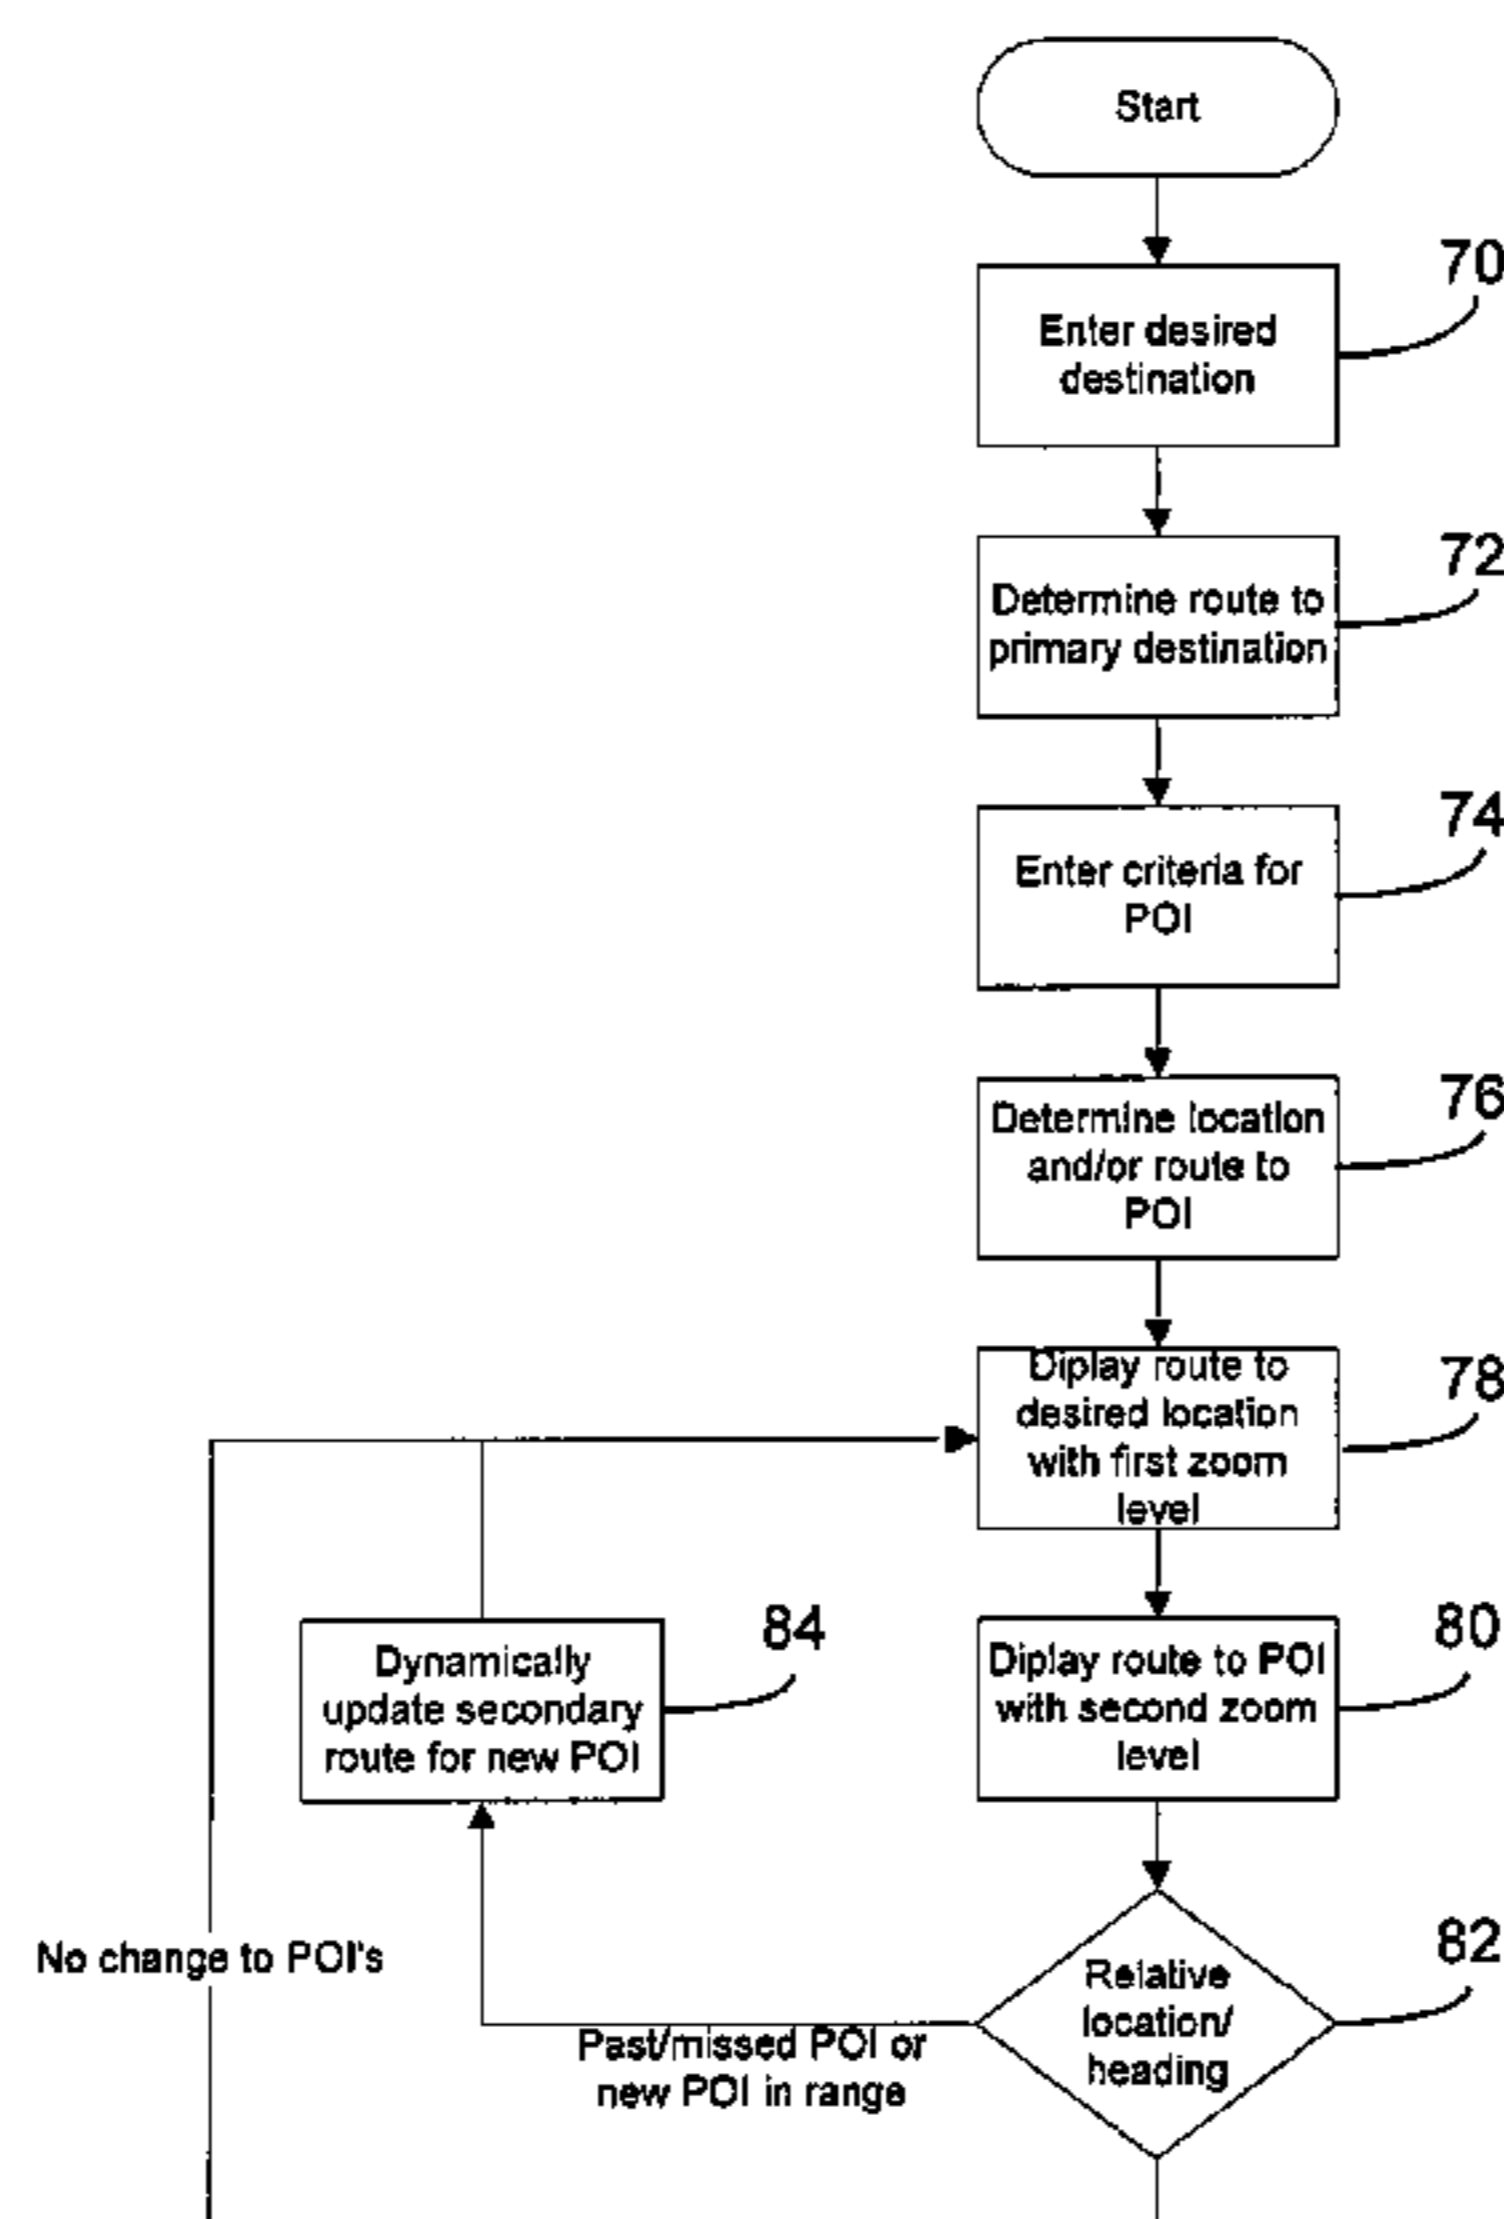 Start
70
Enter desired
destination
72
Determine route to
primary destination
74
Enter criteria for
POI
76
Determine location
and/or route to
POI
78
Diplay route to
desired location
with first zoom
level
84
Dynamically
update secondary
route for new POI
80
Diplay route to POI
with second zoom
level
82
Relative
location/
heading
No change to POI's
Past/missed POI or
new POI in range